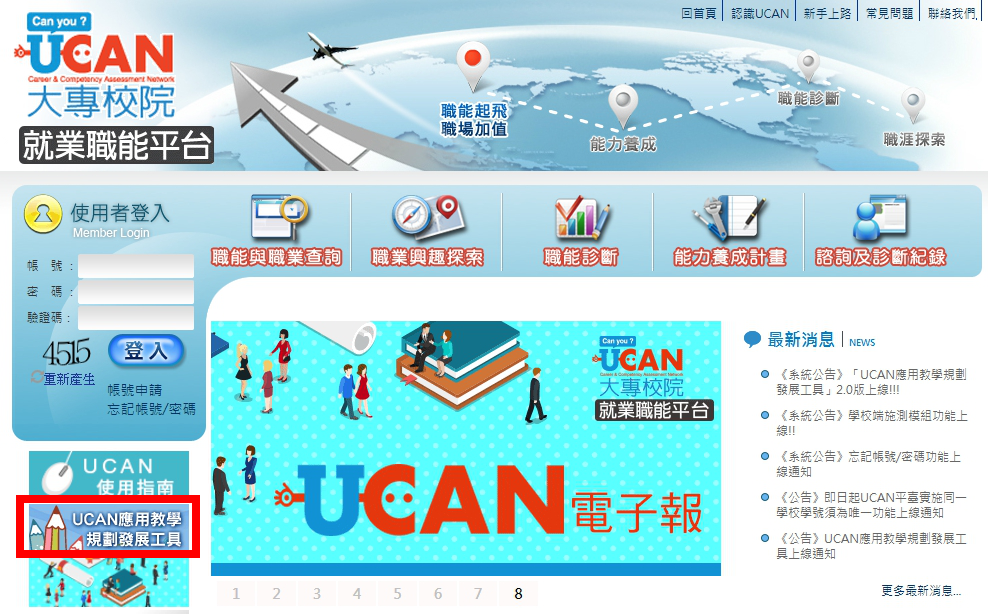 回首頁 | 認識UCAN | 新手上路 | 常見問題 | 聯絡我們
Can you ?
UCAN
Career & Competency Assessment Network
大專校院
就業職能平台
職能起飛
職場加值
能力養成
職能診斷
職涯探索
使用者登入
Member Login
帳 號：
密 碼：
驗證碼：
4515
重新產生
登入
帳號申請
忘記帳號/密碼
職能與職業查詢
職業興趣探索
職能診斷
能力養成計畫
諮詢及診斷紀錄
UCAN
使用指南
UCAN應用教學
規劃發展工具
Can you ?
UCAN
大專校院
就業職能平台
UCAN電子報
1 2 3 4 5 6 7 8
最新消息 | NEWS
《系統公告》「UCAN應用教學規劃
發展工具」2.0版上線!!!
《系統公告》學校端施測模組功能上
線!!
《系統公告》忘記帳號/密碼功能上
線通知
《公告》即日起UCAN平臺實施同一
學校學號須為唯一功能上線通知
《公告》UCAN應用教學規劃發展工
具上線通知
更多最新消息...